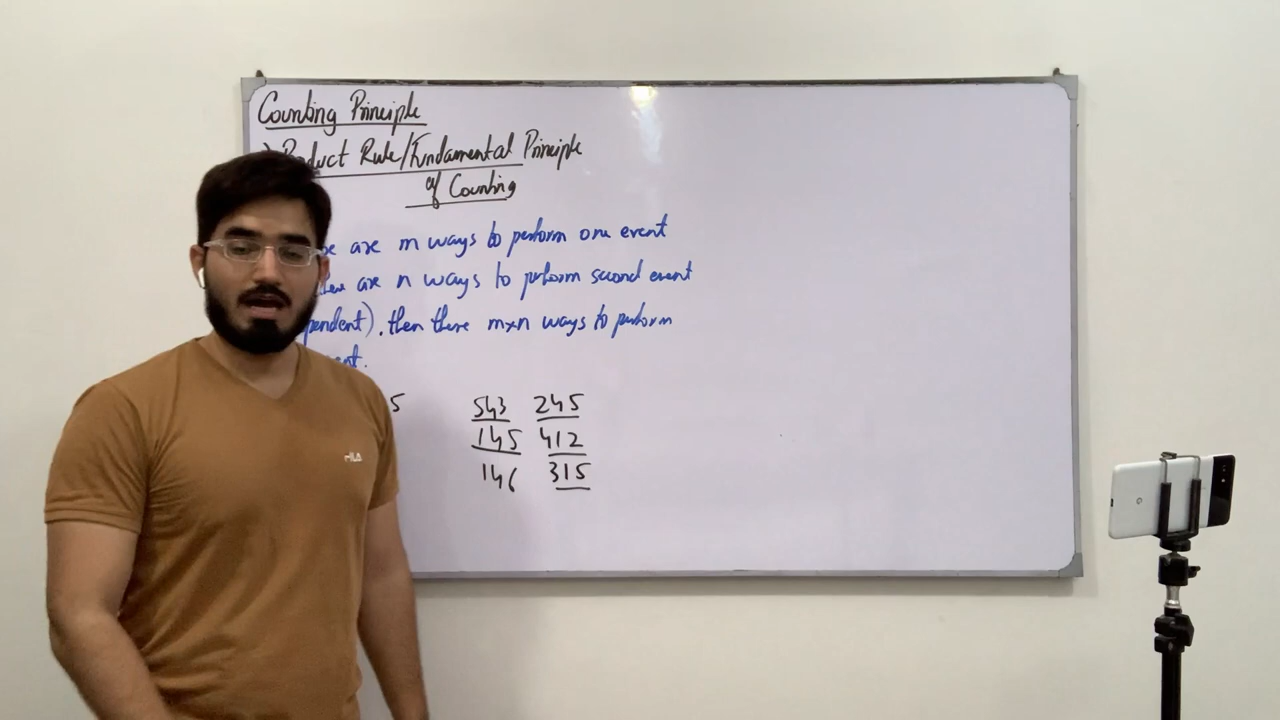 Counting Principle
Rule/Fundamental Principle
of Counting
are m ways to perform one event
are n ways to perform second event
then there m×n ways to perform
5
543 245
145 412
146 315
FILA
G